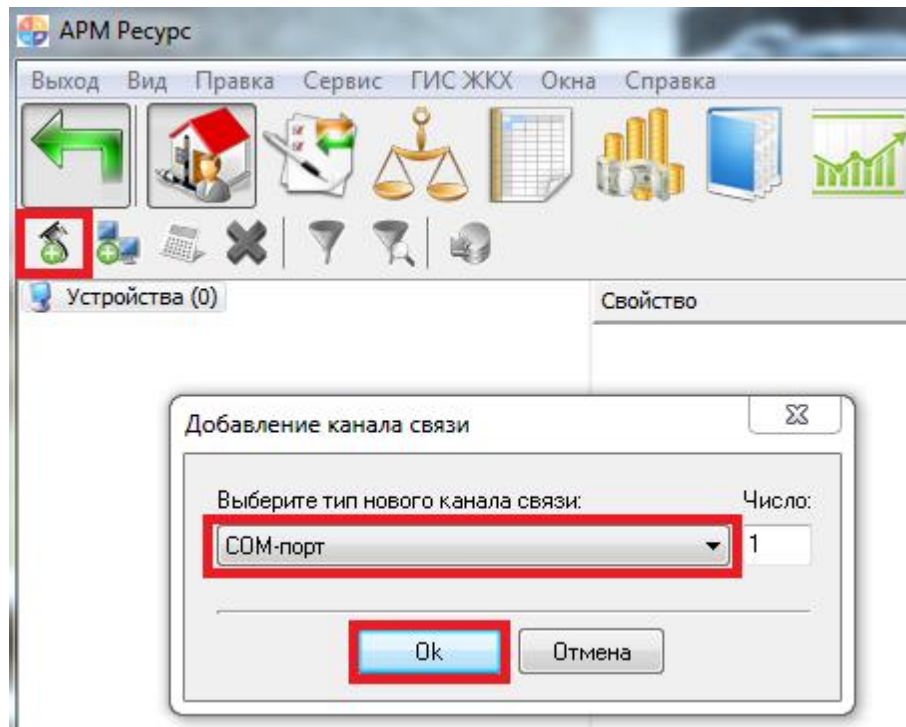 АРМ Ресурс
Выход Вид Правка Сервис ГИС ЖКХ Окна Справка
Устройства (0)
Свойство
Добавление канала связи
Выберите тип нового канала связи: Число:
COM-порт 1
Ok Отмена